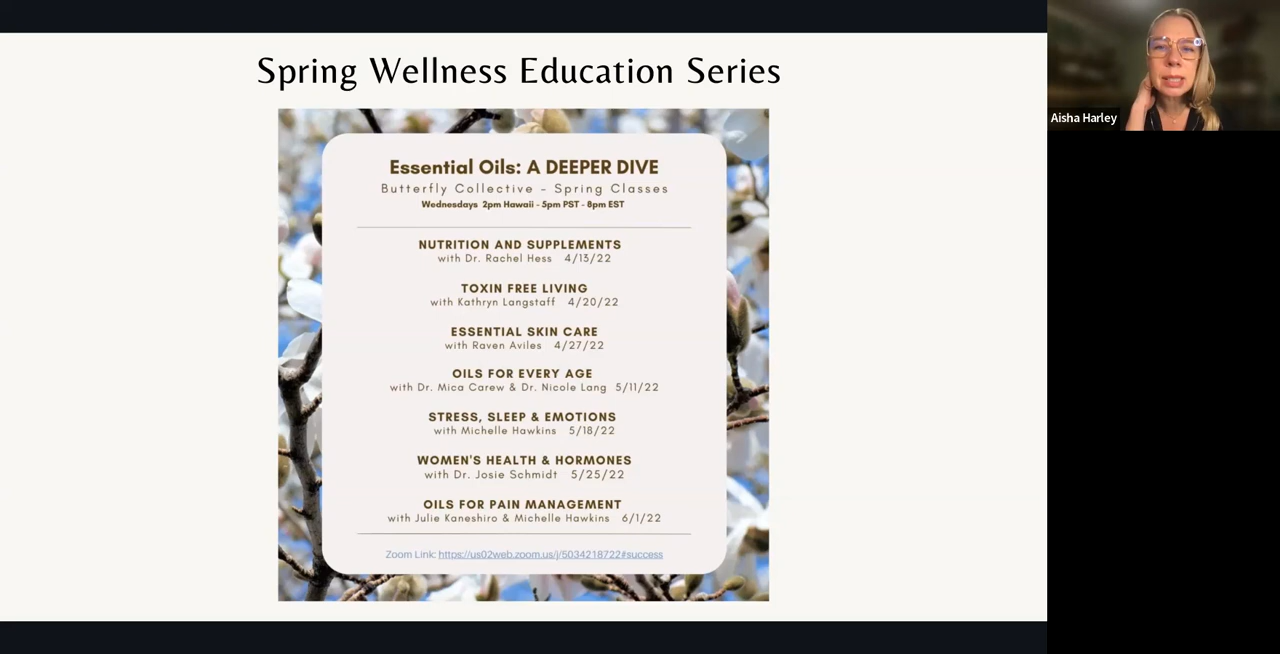 Spring Wellness Education Series
Essential Oils: A DEEPER DIVE
Butterfly Collective - Spring Classes
Wednesdays 2pm Hawaii - 5pm PST - 8pm EST
NUTRITION AND SUPPLEMENTS
with Dr. Rachel Hess 4/13/22
TOXIN FREE LIVING
with Kathryn Langstaff 4/20/22
ESSENTIAL SKIN CARE
with Raven Aviles 4/27/22
OILS FOR EVERY AGE
with Dr. Mica Carew & Dr. Nicole Lang 5/11/22
STRESS, SLEEP & EMOTIONS
with Michelle Hawkins 5/18/22
WOMEN'S HEALTH & HORMONES
with Dr. Josie Schmidt 5/25/22
OILS FOR PAIN MANAGEMENT
with Julie Kaneshiro & Michelle Hawkins 6/1/22
Zoom Link: https://us02web.zoom.us/j/5034218722#success
Aisha Harley